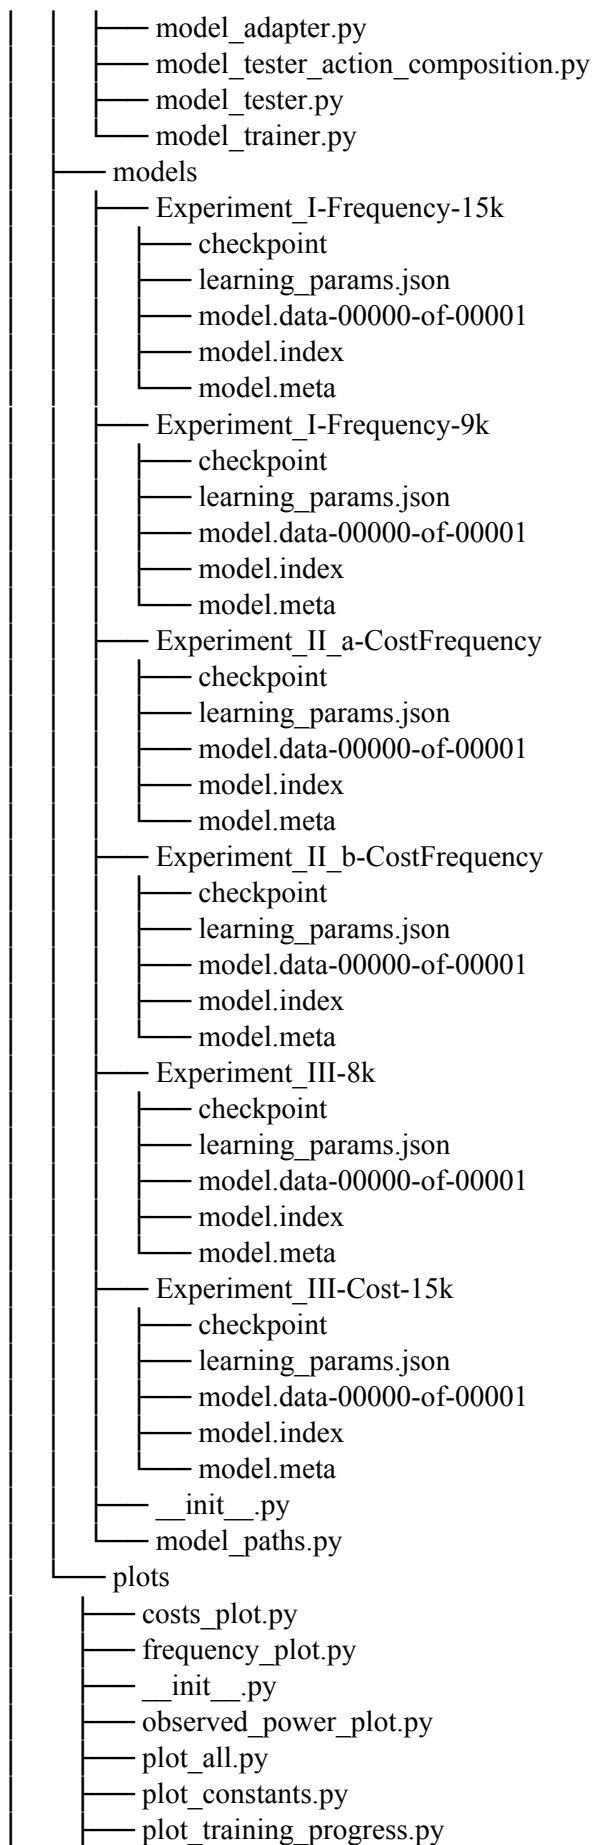 model_adapter.py
model_tester_action_composition.py
model_tester.py
model_trainer.py
models
Experiment_I-Frequency-15k
checkpoint
learning_params.json
model.data-00000-of-00001
model.index
model.meta
Experiment_I-Frequency-9k
checkpoint
learning_params.json
model.data-00000-of-00001
model.index
model.meta
Experiment_II_a-CostFrequency
checkpoint
learning_params.json
model.data-00000-of-00001
model.index
model.meta
Experiment_II_b-CostFrequency
checkpoint
learning_params.json
model.data-00000-of-00001
model.index
model.meta
Experiment_III-8k
checkpoint
learning_params.json
model.data-00000-of-00001
model.index
model.meta
Experiment_III-Cost-15k
checkpoint
learning_params.json
model.data-00000-of-00001
model.index
model.meta
__init__.py
model_paths.py
plots
costs_plot.py
frequency_plot.py
__init__.py
observed_power_plot.py
plot_all.py
plot_constants.py
plot_training_progress.py